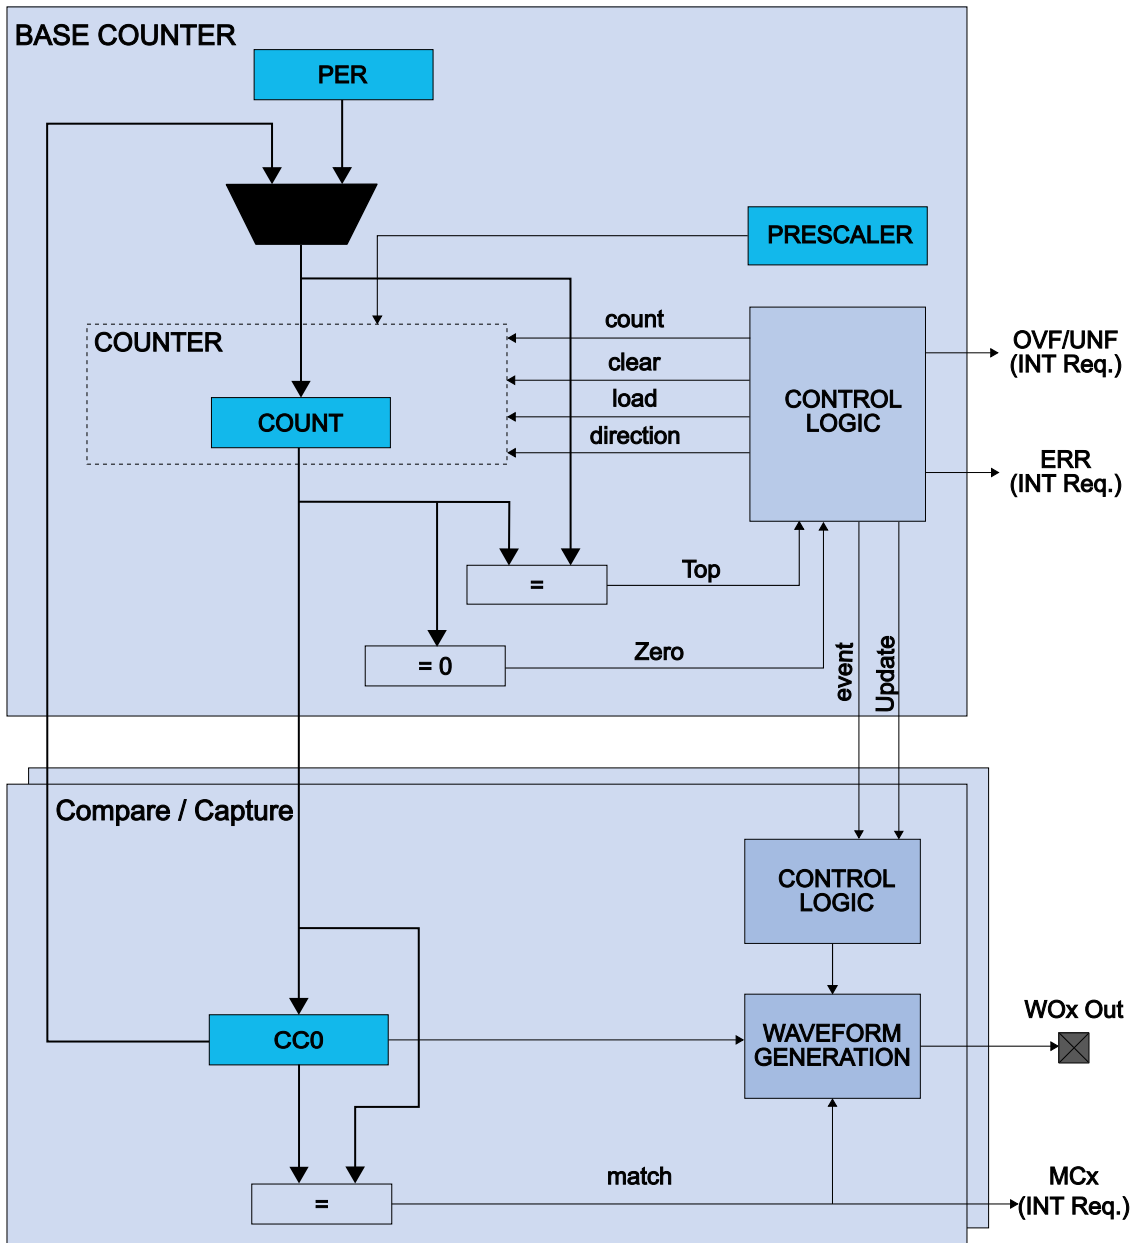 BASE COUNTER
PER
PRESCALER
COUNTER
COUNT
count
clear
load
direction
CONTROL
LOGIC
OVF/UNF
(INT Req.)
ERR
(INT Req.)
=
Top
= 0
Zero
event
Update
Compare / Capture
CONTROL
LOGIC
CC0
WAVEFORM
GENERATION
WOx Out
=
match
MCx
(INT Req.)